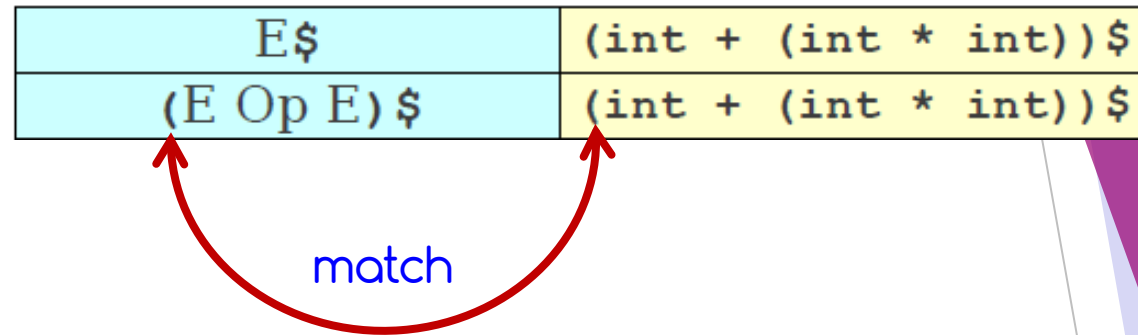 E$ (int + (int * int))$
(E Op E)$ (int + (int * int))$
match